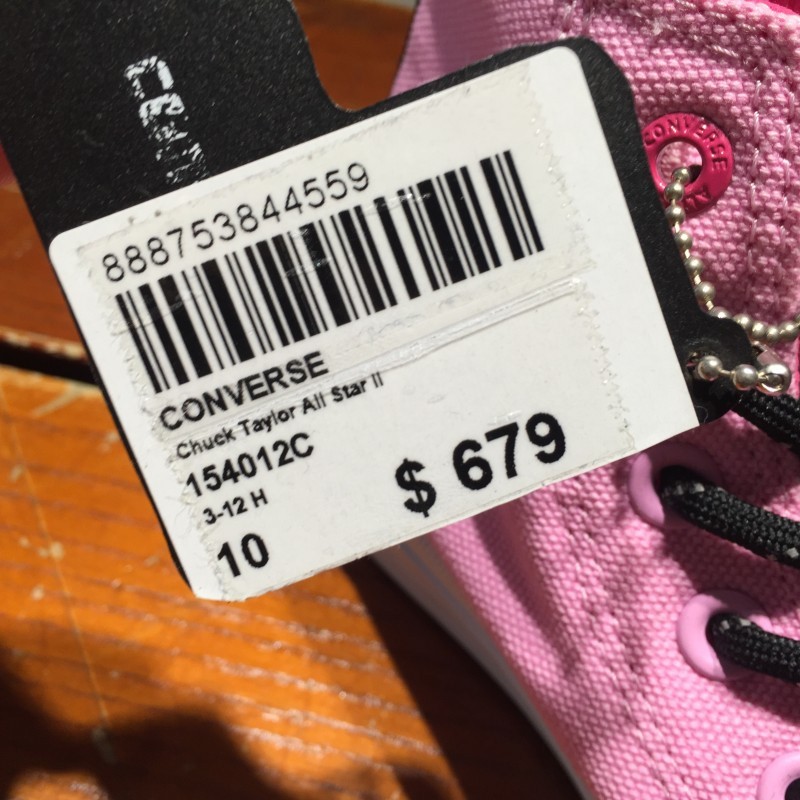 888753844559
CONVERSE
Chuck Taylor All Star II
154012C
3-12 H
10
$ 679
CONVERSE